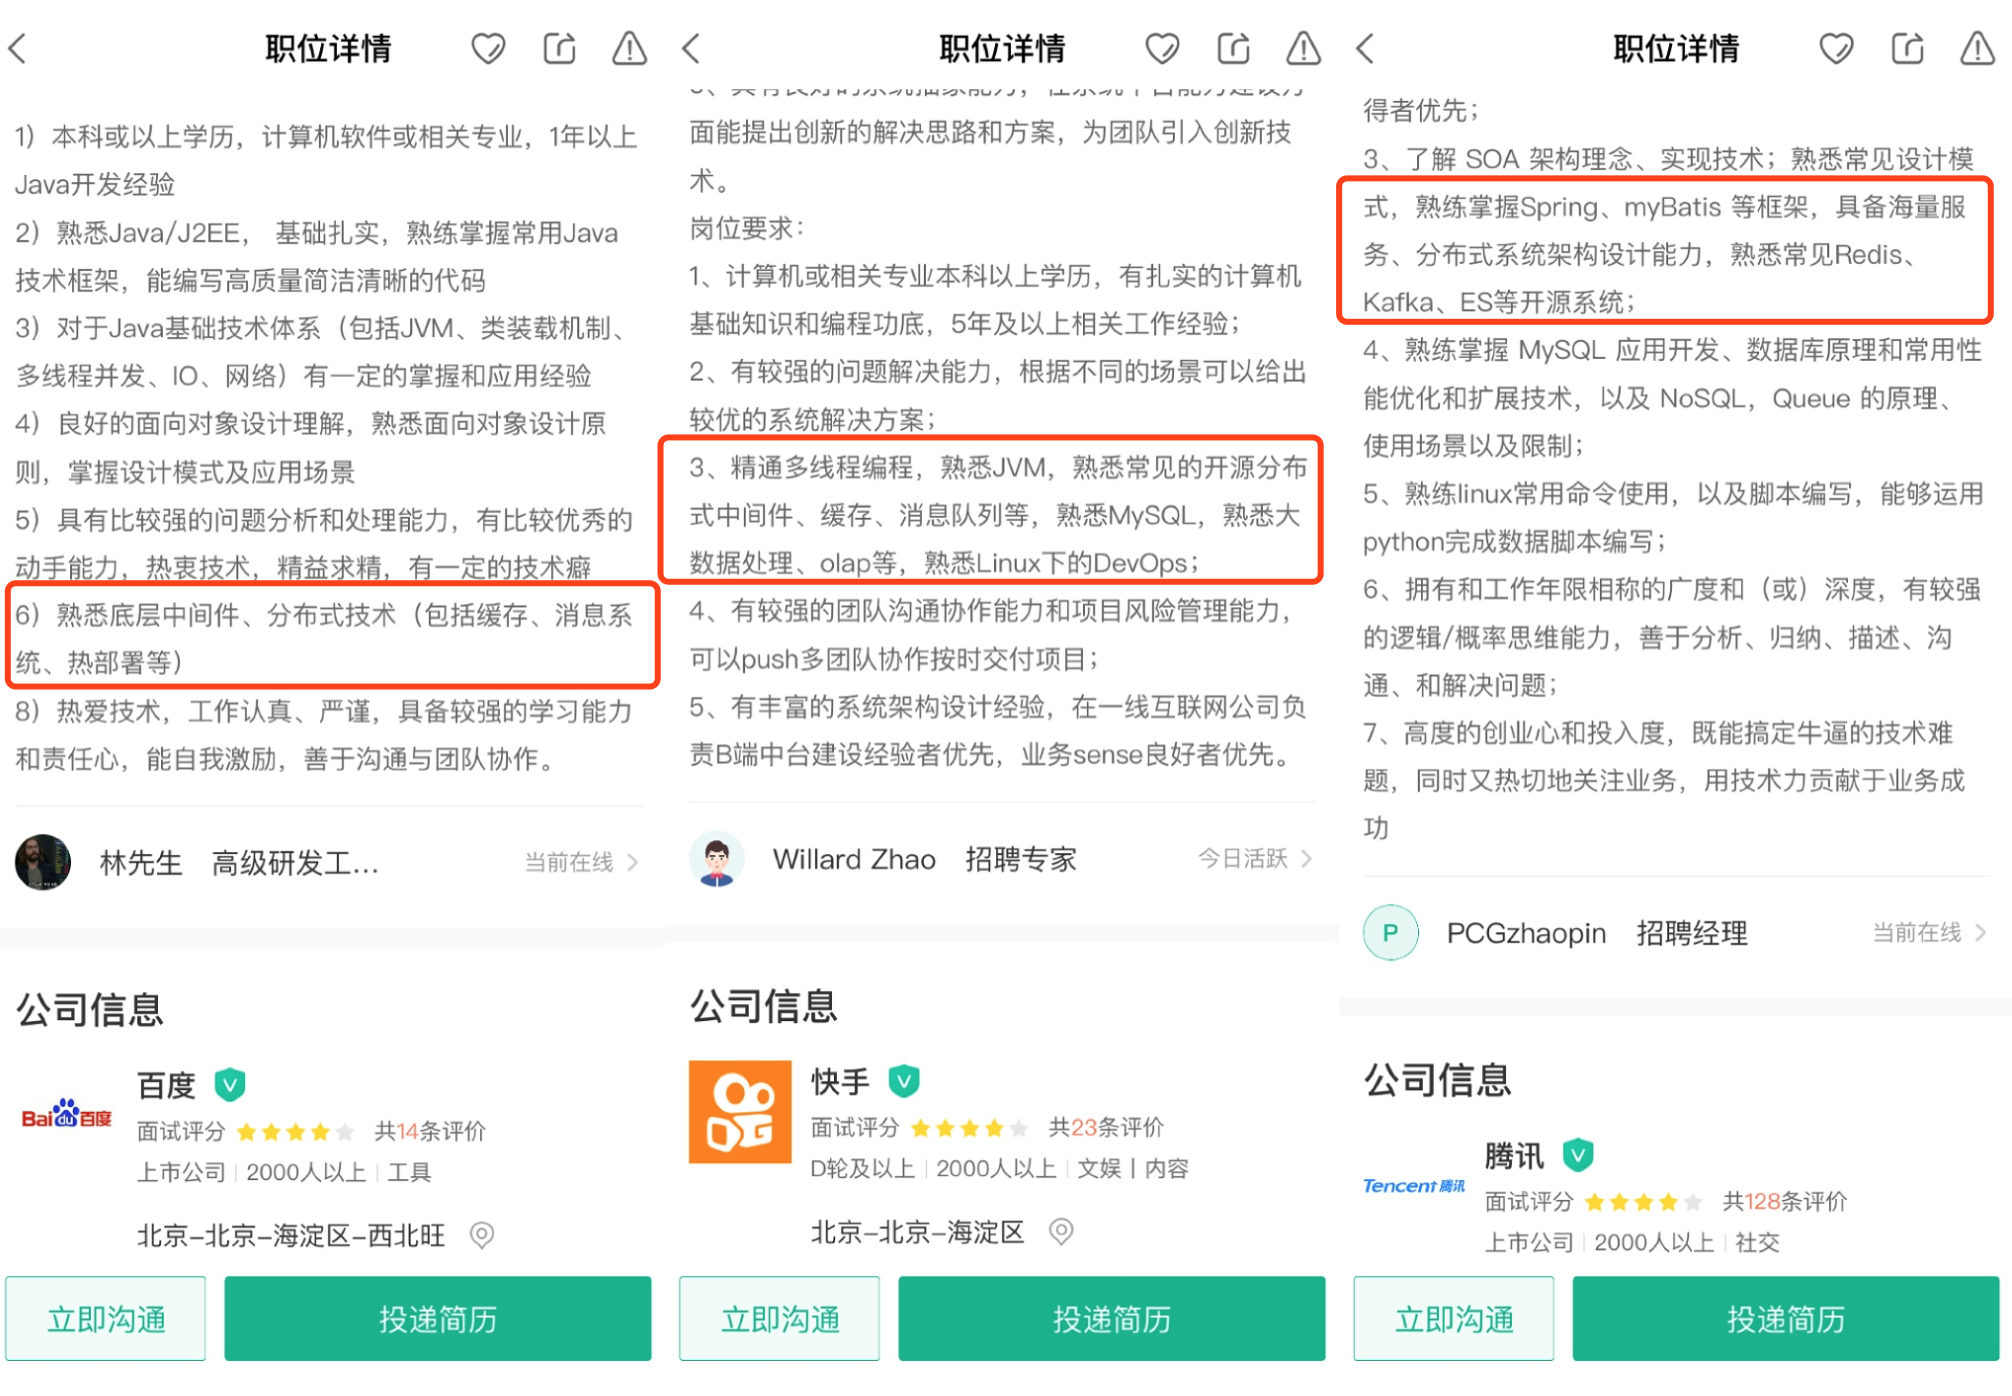 职位详情
1）本科或以上学历，计算机软件或相关专业，1年以上
Java开发经验
2）熟悉Java/J2EE， 基础扎实，熟练掌握常用Java
技术框架，能编写高质量简洁清晰的代码
3）对于Java基础技术体系（包括JVM、类装载机制、
多线程并发、IO、网络）有一定的掌握和应用经验
4）良好的面向对象设计理解，熟悉面向对象设计原
则，掌握设计模式及应用场景
5）具有比较强的问题分析和处理能力，有比较优秀的
动手能力，热衷技术，精益求精，有一定的技术癖
6）熟悉底层中间件、分布式技术（包括缓存、消息系
统、热部署等）
8）热爱技术，工作认真、严谨，具备较强的学习能力
和责任心，能自我激励，善于沟通与团队协作。
林先生 高级研发工... 当前在线
公司信息
Bai du 百度
百度
面试评分 共14条评价
上市公司 2000人以上 工具
北京-北京-海淀区-西北旺
立即沟通 投递简历
职位详情
5、具有良好的系统抽象能力，在系统中台能力建设方
面能提出创新的解决思路和方案，为团队引入创新技
术。
岗位要求：
1、计算机或相关专业本科以上学历，有扎实的计算机
基础知识和编程功底，5年及以上相关工作经验；
2、有较强的问题解决能力，根据不同的场景可以给出
较优的系统解决方案；
3、精通多线程编程，熟悉JVM，熟悉常见的开源分布
式中间件、缓存、消息队列等，熟悉MySQL，熟悉大
数据处理、olap等，熟悉Linux下的DevOps；
4、有较强的团队沟通协作能力和项目风险管理能力，
可以push多团队协作按时交付项目；
5、有丰富的系统架构设计经验，在一线互联网公司负
责B端中台建设经验者优先，业务sense良好者优先。
Willard Zhao 招聘专家 今日活跃
公司信息
快手
面试评分 共23条评价
D轮及以上 2000人以上 文娱丨内容
北京-北京-海淀区
立即沟通 投递简历
职位详情
得者优先；
3、了解 SOA 架构理念、实现技术；熟悉常见设计模
式，熟练掌握Spring、myBatis 等框架，具备海量服
务、分布式系统架构设计能力，熟悉常见Redis、
Kafka、ES等开源系统；
4、熟练掌握 MySQL 应用开发、数据库原理和常用性
能优化和扩展技术，以及 NoSQL，Queue 的原理、
使用场景以及限制；
5、熟练linux常用命令使用，以及脚本编写，能够运用
python完成数据脚本编写；
6、拥有和工作年限相称的广度和（或）深度，有较强
的逻辑/概率思维能力，善于分析、归纳、描述、沟
通、和解决问题；
7、高度的创业心和投入度，既能搞定牛逼的技术难
题，同时又热切地关注业务，用技术力贡献于业务成
功
P PCGzhaopin 招聘经理 当前在线
公司信息
Tencent 腾讯
腾讯
面试评分 共128条评价
上市公司 2000人以上 社交
立即沟通 投递简历